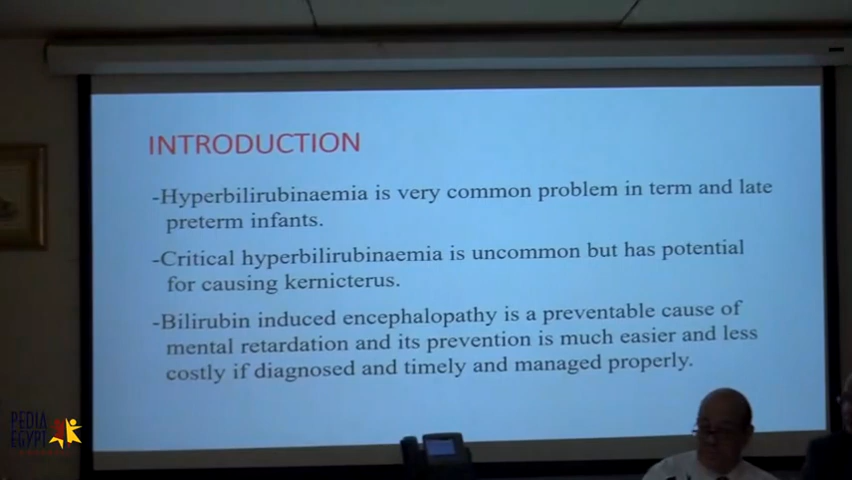 INTRODUCTION
-Hyperbilirubinaemia is very common problem in term and late
preterm infants.
-Critical hyperbilirubinaemia is uncommon but has potential
for causing kernicterus.
-Bilirubin induced encephalopathy is a preventable cause of
mental retardation and its prevention is much easier and less
costly if diagnosed and timely and managed properly.
PEDIA
EGYPT